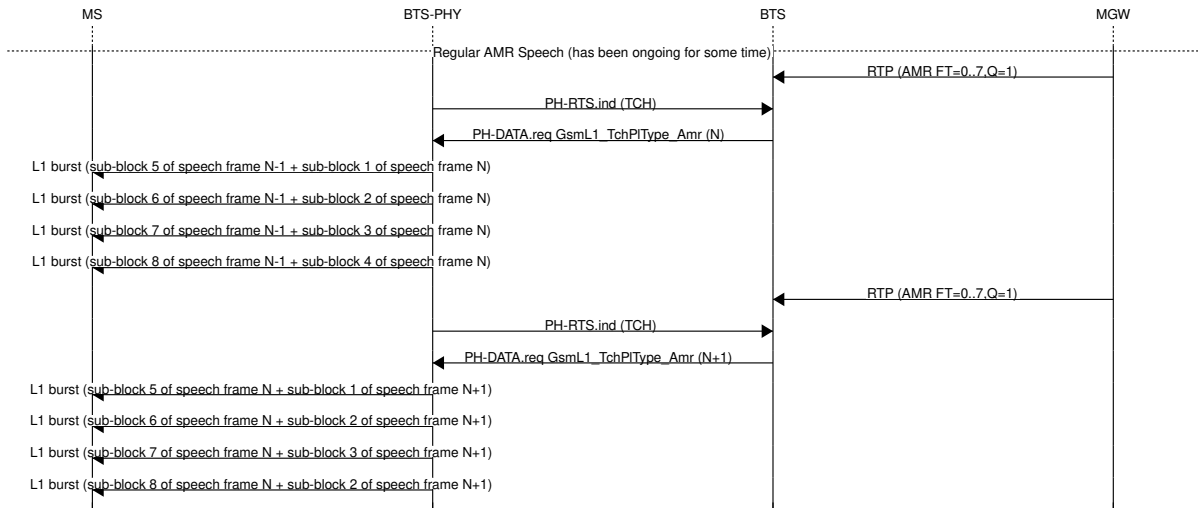 MS BTS-PHY BTS MGW
Regular AMR Speech (has been ongoing for some time)
RTP (AMR FT=0..7,Q=1)
PH-RTS.ind (TCH)
PH-DATA.req GsmL1_TchPlType_Amr (N)
L1 burst (sub-block 5 of speech frame N-1 + sub-block 1 of speech frame N)
L1 burst (sub-block 6 of speech frame N-1 + sub-block 2 of speech frame N)
L1 burst (sub-block 7 of speech frame N-1 + sub-block 3 of speech frame N)
L1 burst (sub-block 8 of speech frame N-1 + sub-block 4 of speech frame N)
RTP (AMR FT=0..7,Q=1)
PH-RTS.ind (TCH)
PH-DATA.req GsmL1_TchPlType_Amr (N+1)
L1 burst (sub-block 5 of speech frame N + sub-block 1 of speech frame N+1)
L1 burst (sub-block 6 of speech frame N + sub-block 2 of speech frame N+1)
L1 burst (sub-block 7 of speech frame N + sub-block 3 of speech frame N+1)
L1 burst (sub-block 8 of speech frame N + sub-block 2 of speech frame N+1)